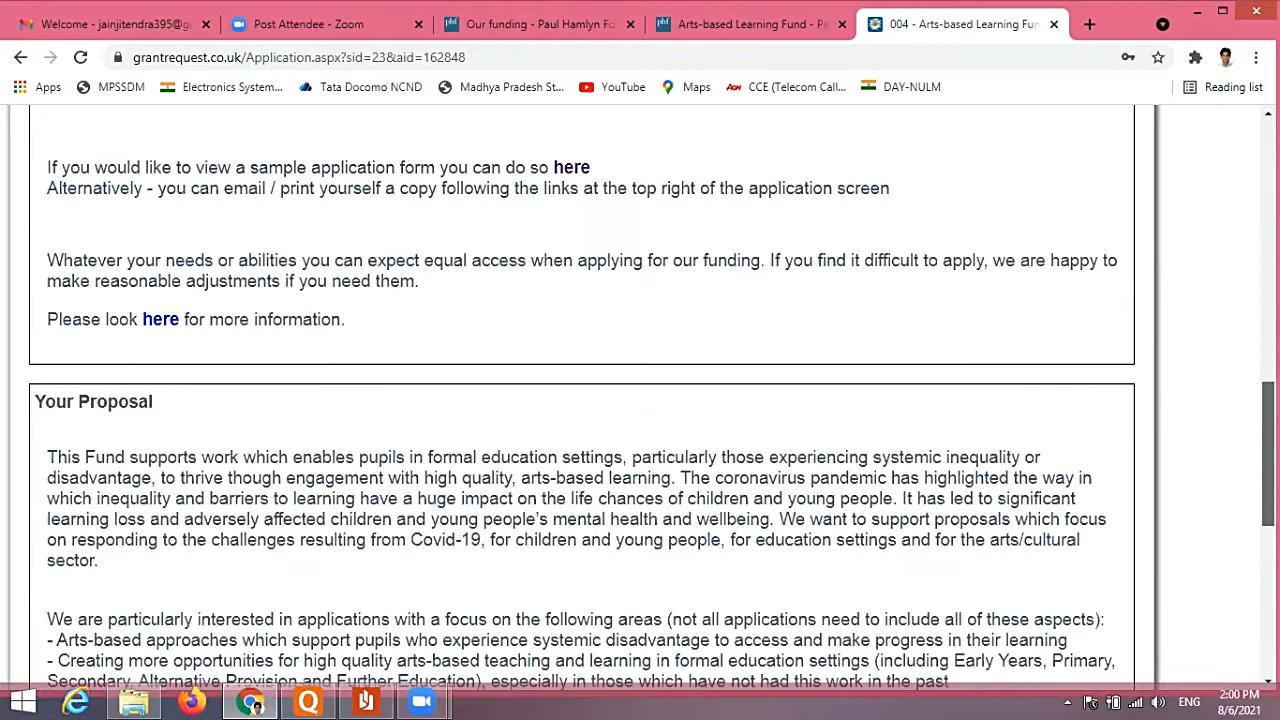 Welcome - jainjitendra395@g
Post Attendee - Zoom
phf Our funding - Paul Hamlyn Fo
phf Arts-based Learning Fund - Pa
004 - Arts-based Learning Fun
grantrequest.co.uk/Application.aspx?sid=23&aid=162848
Apps
MPSSDM
Electronics System...
Tata Docomo NCND
Madhya Pradesh St...
YouTube
Maps
Aon CCE (Telecom Call...
DAY-NULM
Reading list
If you would like to view a sample application form you can do so here
Alternatively - you can email / print yourself a copy following the links at the top right of the application screen
Whatever your needs or abilities you can expect equal access when applying for our funding. If you find it difficult to apply, we are happy to
make reasonable adjustments if you need them.
Please look here for more information.
Your Proposal
This Fund supports work which enables pupils in formal education settings, particularly those experiencing systemic inequality or
disadvantage, to thrive though engagement with high quality, arts-based learning. The coronavirus pandemic has highlighted the way in
which inequality and barriers to learning have a huge impact on the life chances of children and young people. It has led to significant
learning loss and adversely affected children and young people's mental health and wellbeing. We want to support proposals which focus
on responding to the challenges resulting from Covid-19, for children and young people, for education settings and for the arts/cultural
sector.
We are particularly interested in applications with a focus on the following areas (not all applications need to include all of these aspects):
- Arts-based approaches which support pupils who experience systemic disadvantage to access and make progress in their learning
- Creating more opportunities for high quality arts-based teaching and learning in formal education settings (including Early Years, Primary,
Secondary, Alternative Provision and Further Education), especially in those which have not had this work in the past
ENG
2:00 PM
8/6/2021